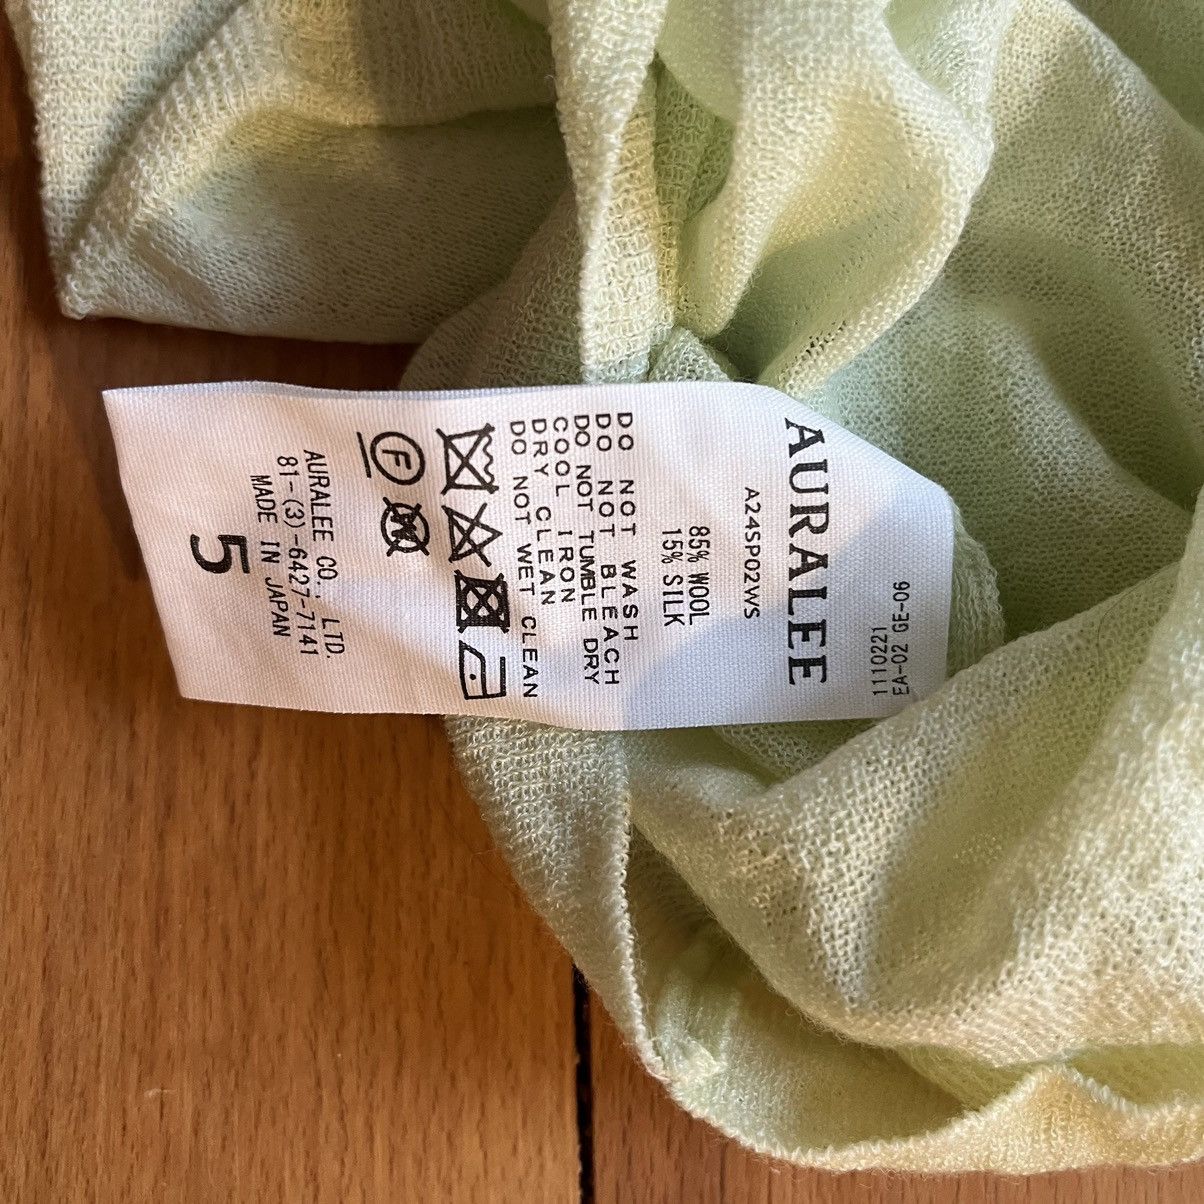 1110221
EA-02 GE-06
AURALEE
A24SP02WS
85% WOOL
15% SILK
DO NOT WASH
DO NOT BLEACH
DO NOT TUMBLE DRY
COOL IRON
DRY CLEAN
DO NOT WET CLEAN
F W
AURALEE CO., LTD.
81-(3)-6427-7141
MADE IN JAPAN
5